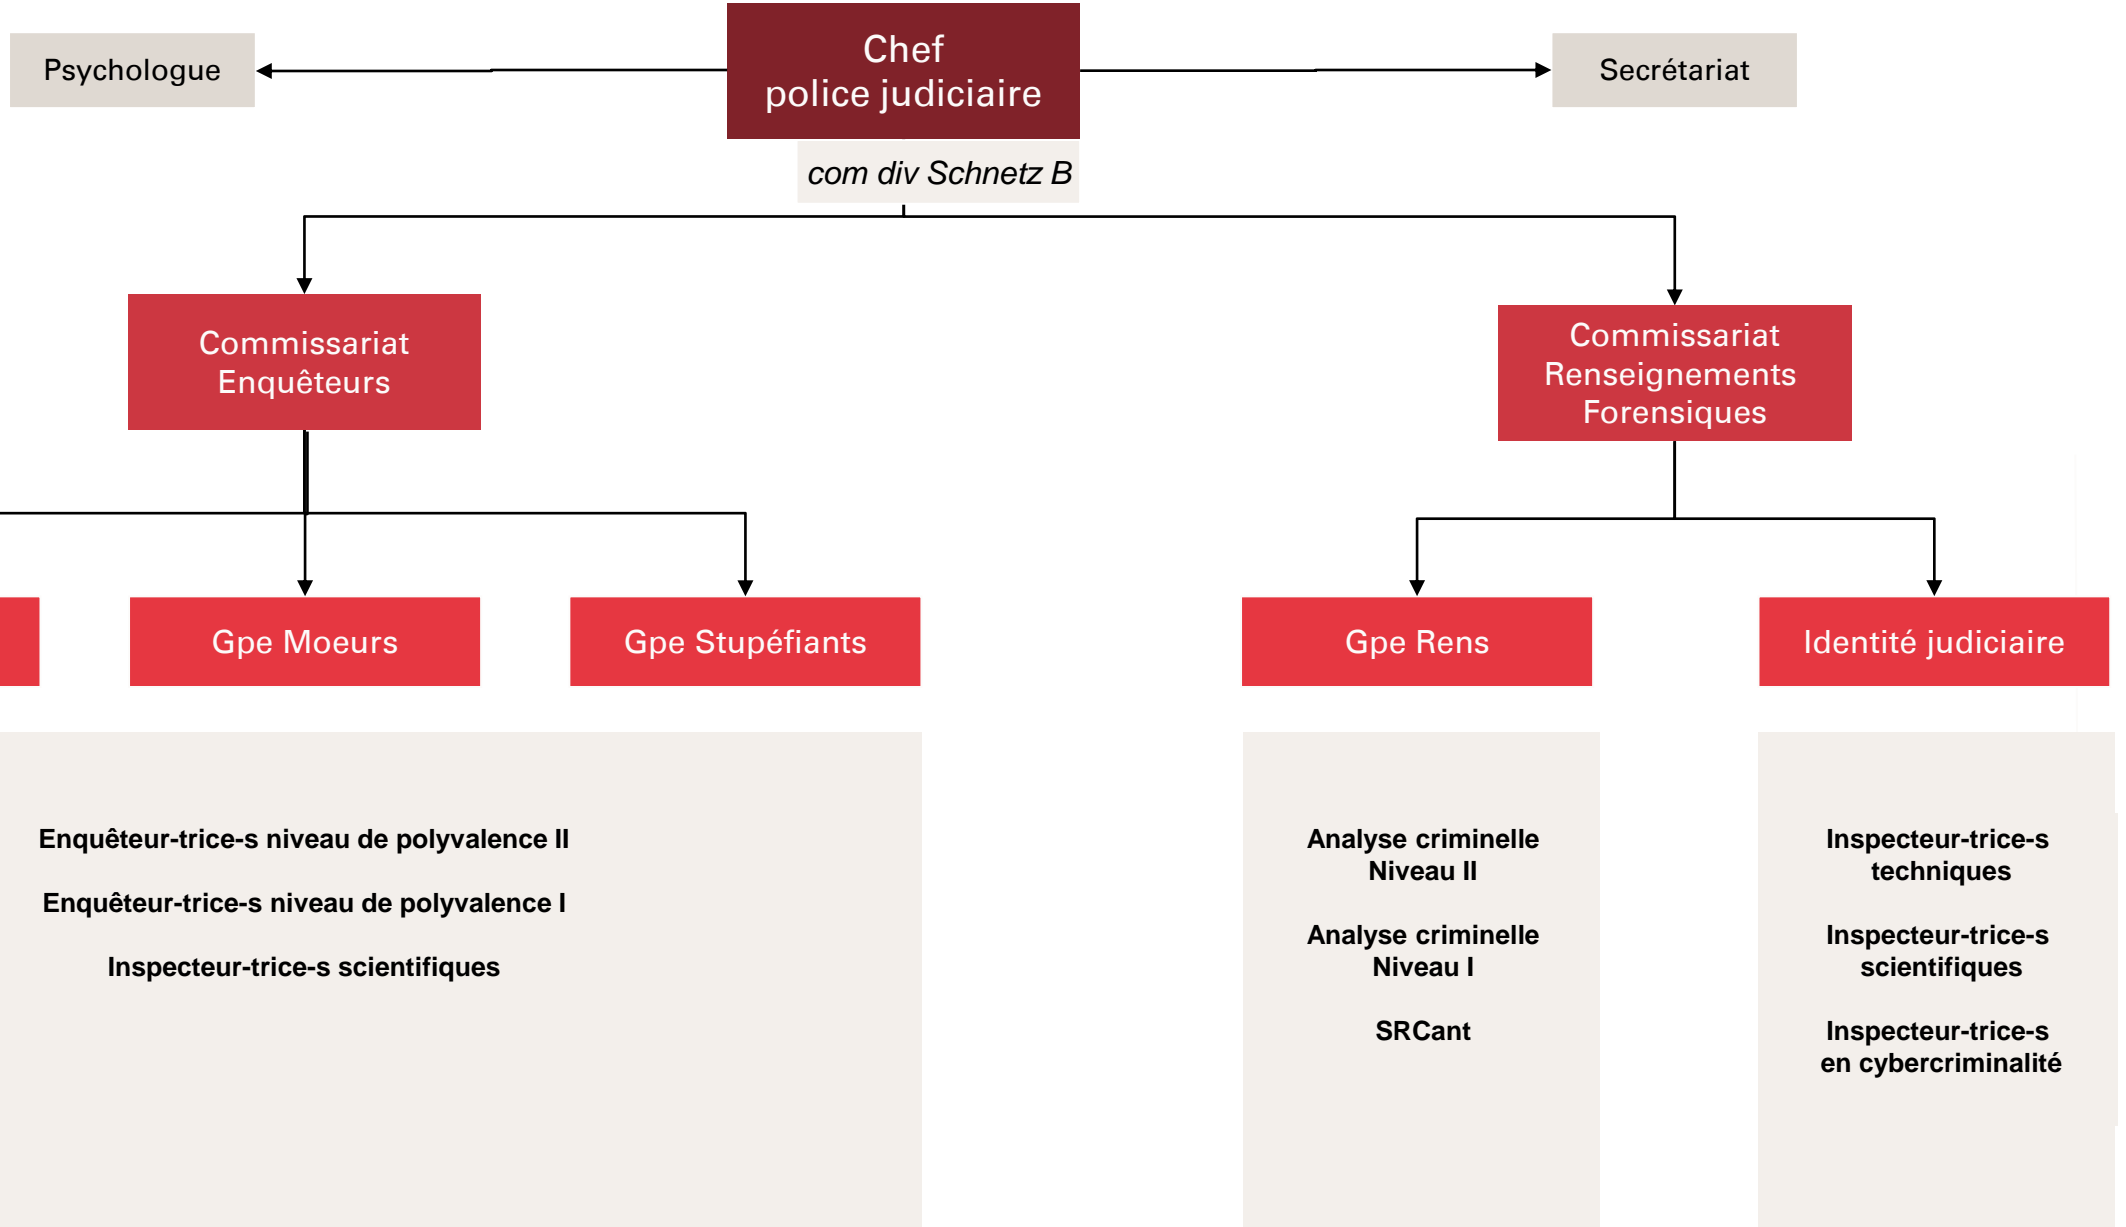 Psychologue
Chef
police judiciaire
Secrétariat
com div Schnetz B
Commissariat
Enquêteurs
Commissariat
Renseignements
Forensiques
Gpe Moeurs
Gpe Stupéfiants
Gpe Rens
Identité judiciaire
Enquêteur-trice-s niveau de polyvalence II
Enquêteur-trice-s niveau de polyvalence I
Inspecteur-trice-s scientifiques
Analyse criminelle
Niveau II
Analyse criminelle
Niveau I
SRCant
Inspecteur-trice-s
techniques
Inspecteur-trice-s
scientifiques
Inspecteur-trice-s
en cybercriminalité